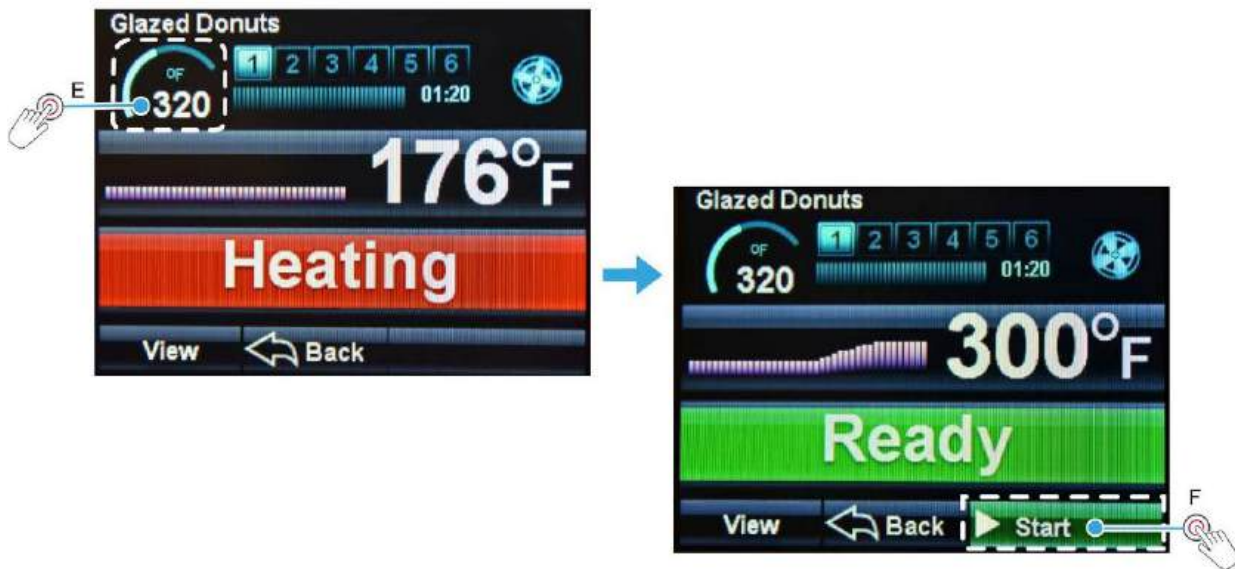 Glazed Donuts
OF
320
1 2 3 4 5 6
01:20
E
176°F
Heating
View Back
Glazed Donuts
OF
320
1 2 3 4 5 6
01:20
300°F
Ready
F
View Back Start